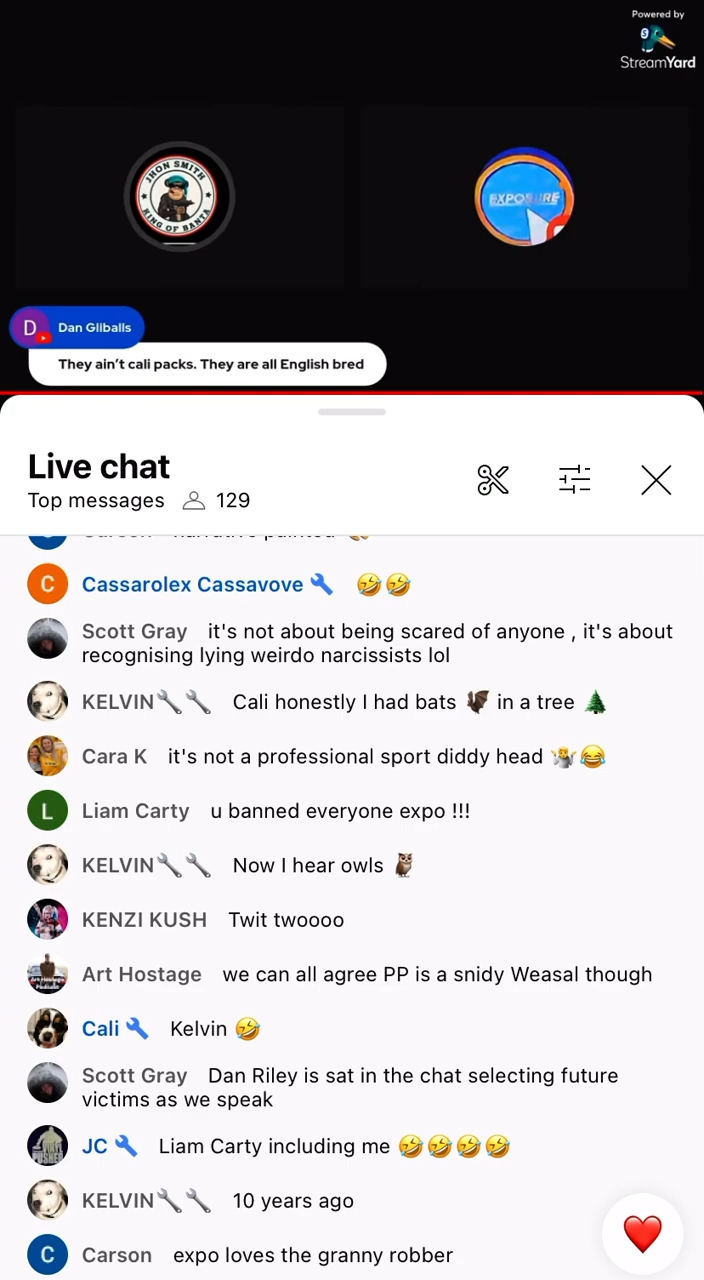 Powered by
StreamYard
JHON SMITH
KING OF BANTA
EXPOSURE
D
Dan Gliballs
They ain't cali packs. They are all English bred
Live chat
Top messages 129
C
Cassarolex Cassavove 🔧 🤣🤣
Scott Gray it's not about being scared of anyone , it's about
recognising lying weirdo narcissists lol
KELVIN🔧🔧 Cali honestly I had bats 🦇 in a tree 🌲
Cara K it's not a professional sport diddy head 🤷‍♂️😂
L
Liam Carty u banned everyone expo !!!
KELVIN🔧🔧 Now I hear owls 🦉
KENZI KUSH Twit twoooo
Art Hostage we can all agree PP is a snidy Weasal though
Cali 🔧 Kelvin 🤣
Scott Gray Dan Riley is sat in the chat selecting future
victims as we speak
JC 🔧 Liam Carty including me 🤣🤣🤣🤣
KELVIN🔧🔧 10 years ago
C
Carson expo loves the granny robber